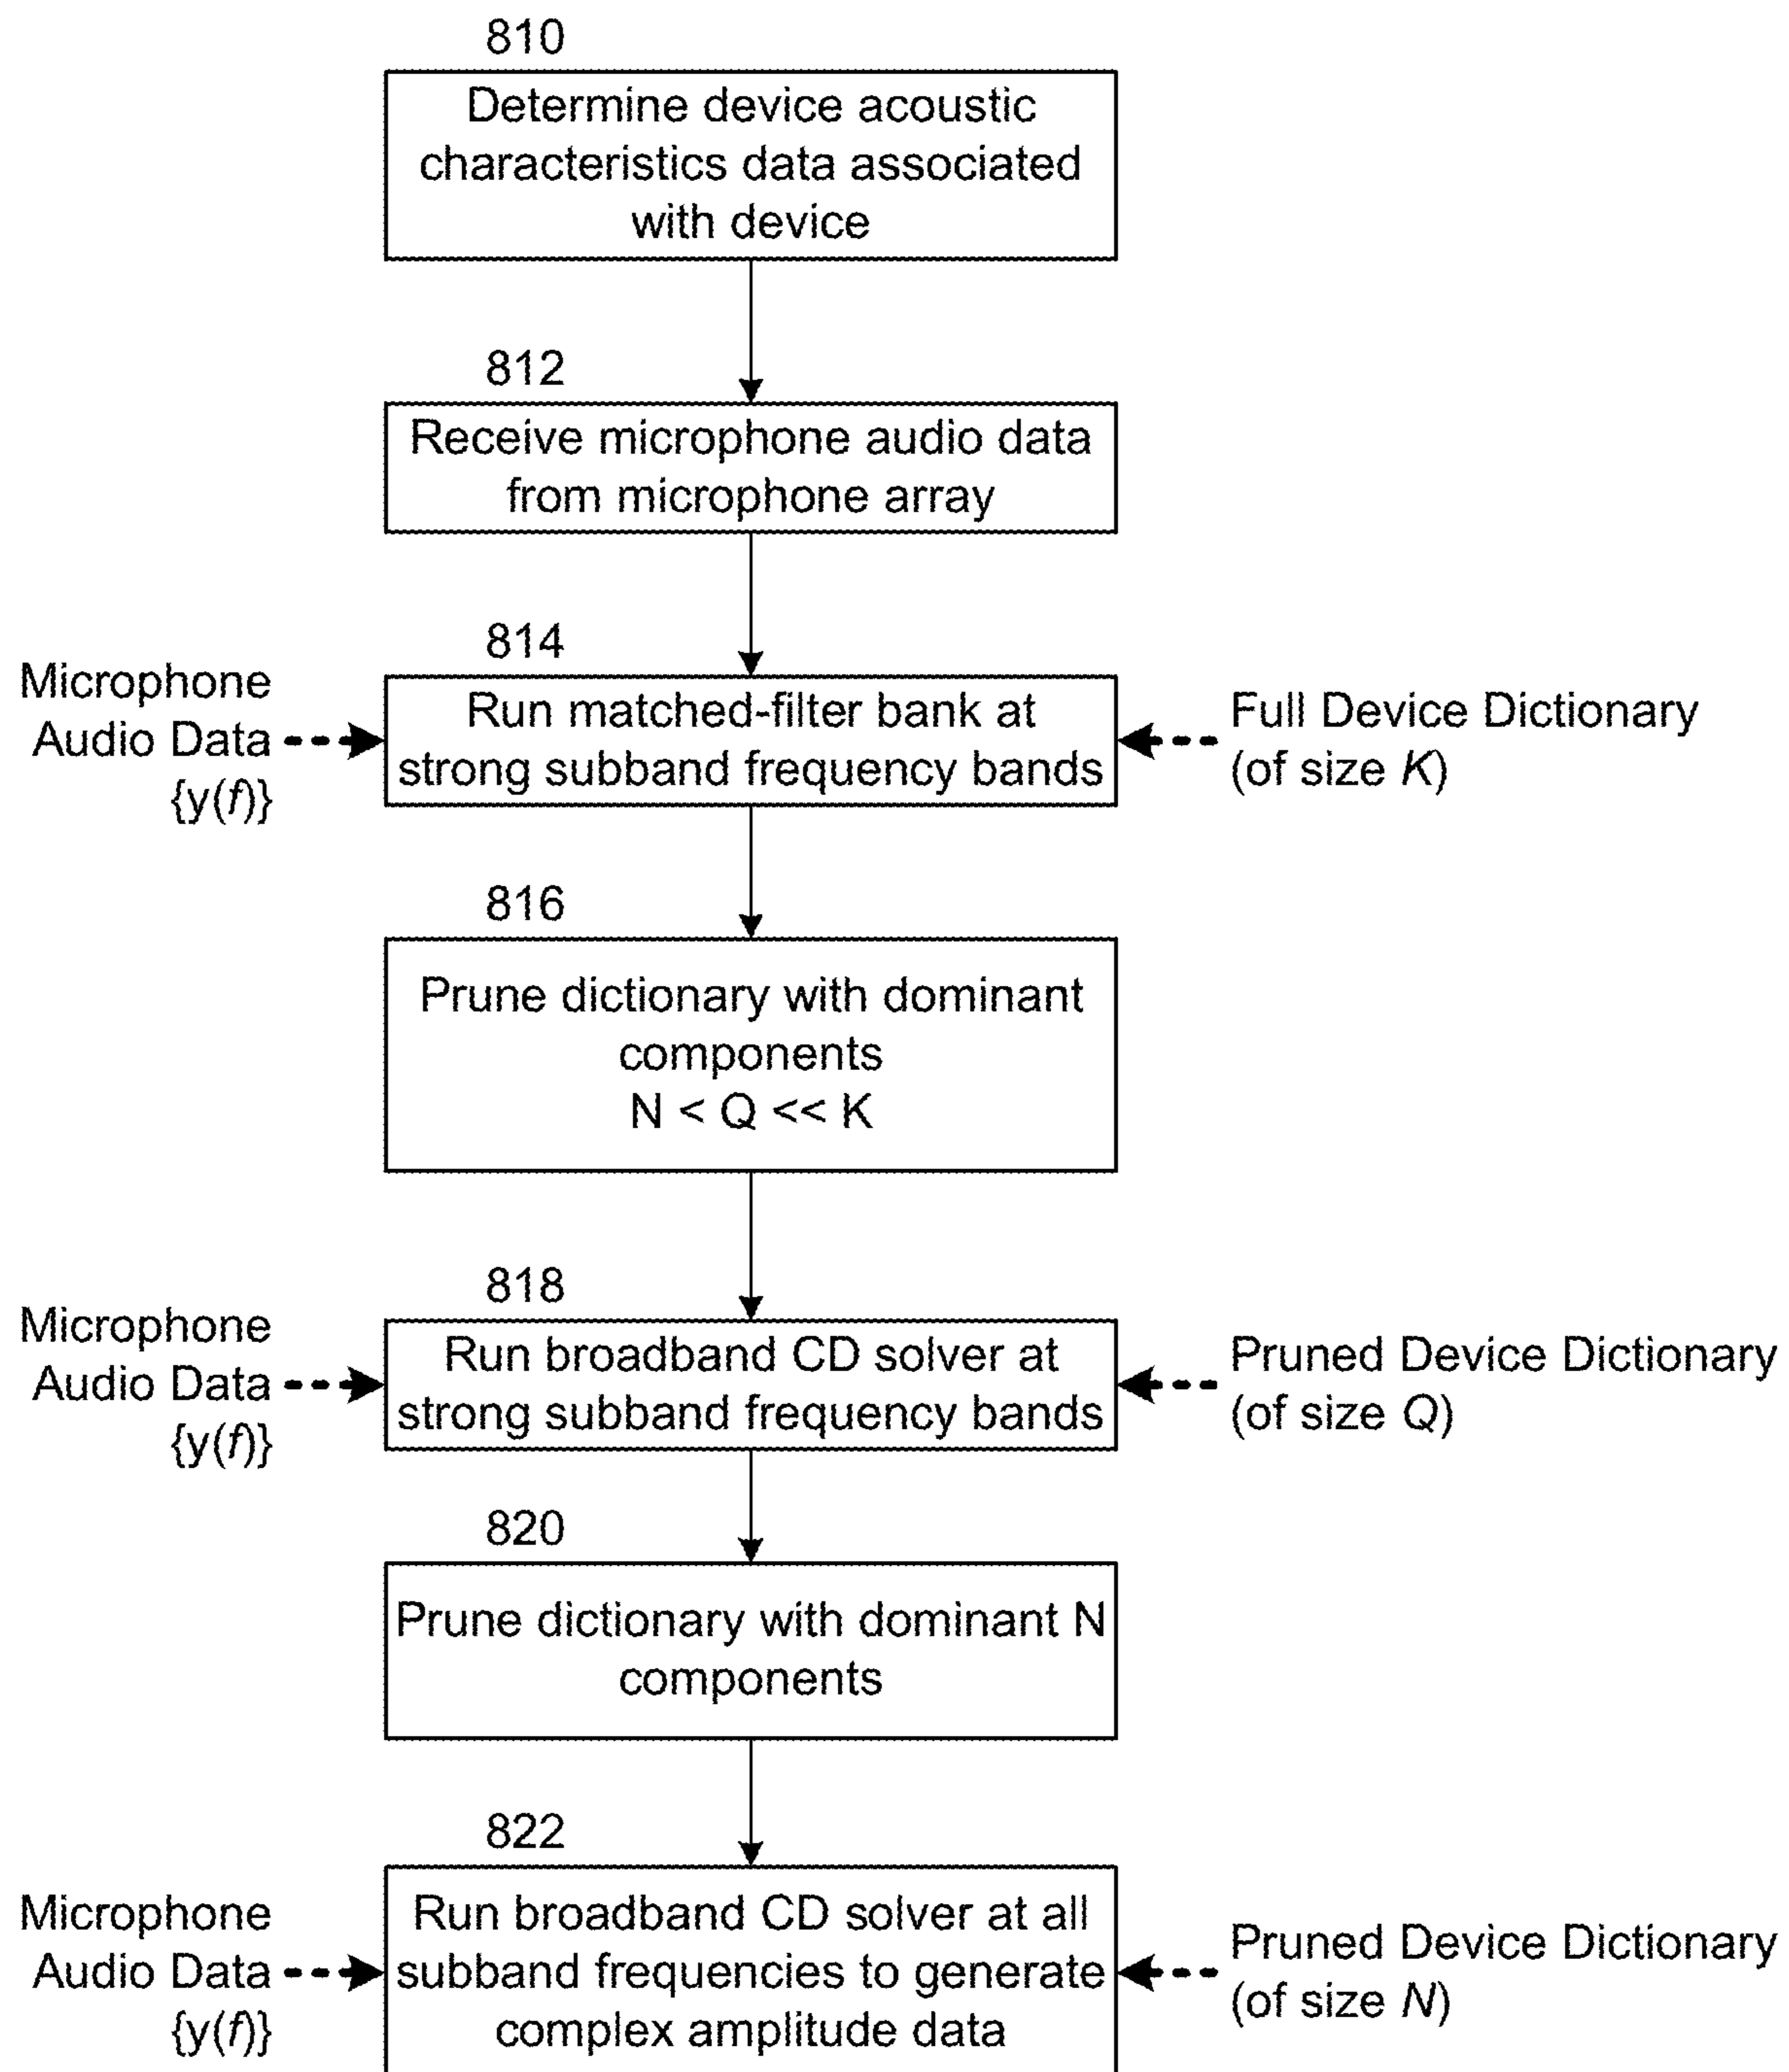 810
Determine device acoustic
characteristics data associated
with device
812
Receive microphone audio data
from microphone array
814
Microphone
Audio Data
{y(f)}
Run matched-filter bank at
strong subband frequency bands
Full Device Dictionary
(of size K)
816
Prune dictionary with dominant
components
N < Q << K
818
Microphone
Audio Data
{y(f)}
Run broadband CD solver at
strong subband frequency bands
Pruned Device Dictionary
(of size Q)
820
Prune dictionary with dominant N
components
822
Microphone
Audio Data
{y(f)}
Run broadband CD solver at all
subband frequencies to generate
complex amplitude data
Pruned Device Dictionary
(of size N)